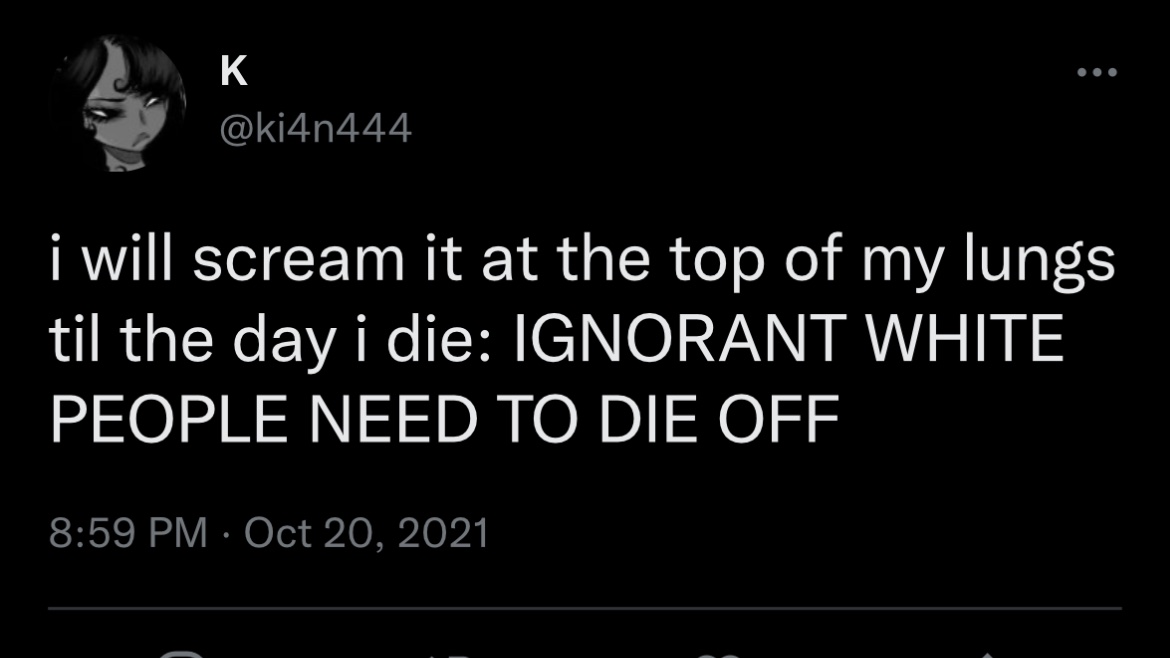 K
@ki4n444
i will scream it at the top of my lungs
til the day i die: IGNORANT WHITE
PEOPLE NEED TO DIE OFF
8:59 PM · Oct 20, 2021